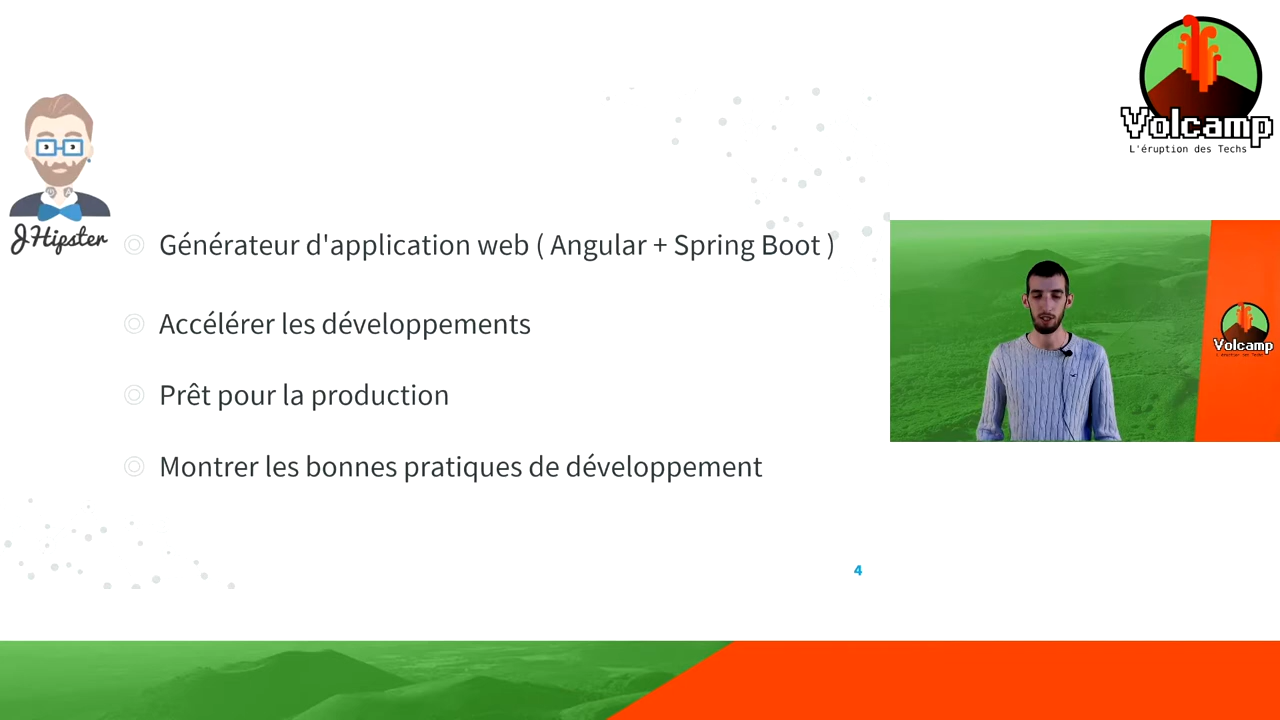 Volcamp
L'éruption des Techs
JHipster
Générateur d'application web ( Angular + Spring Boot )
Accélérer les développements
Prêt pour la production
Montrer les bonnes pratiques de développement
Volcamp
4